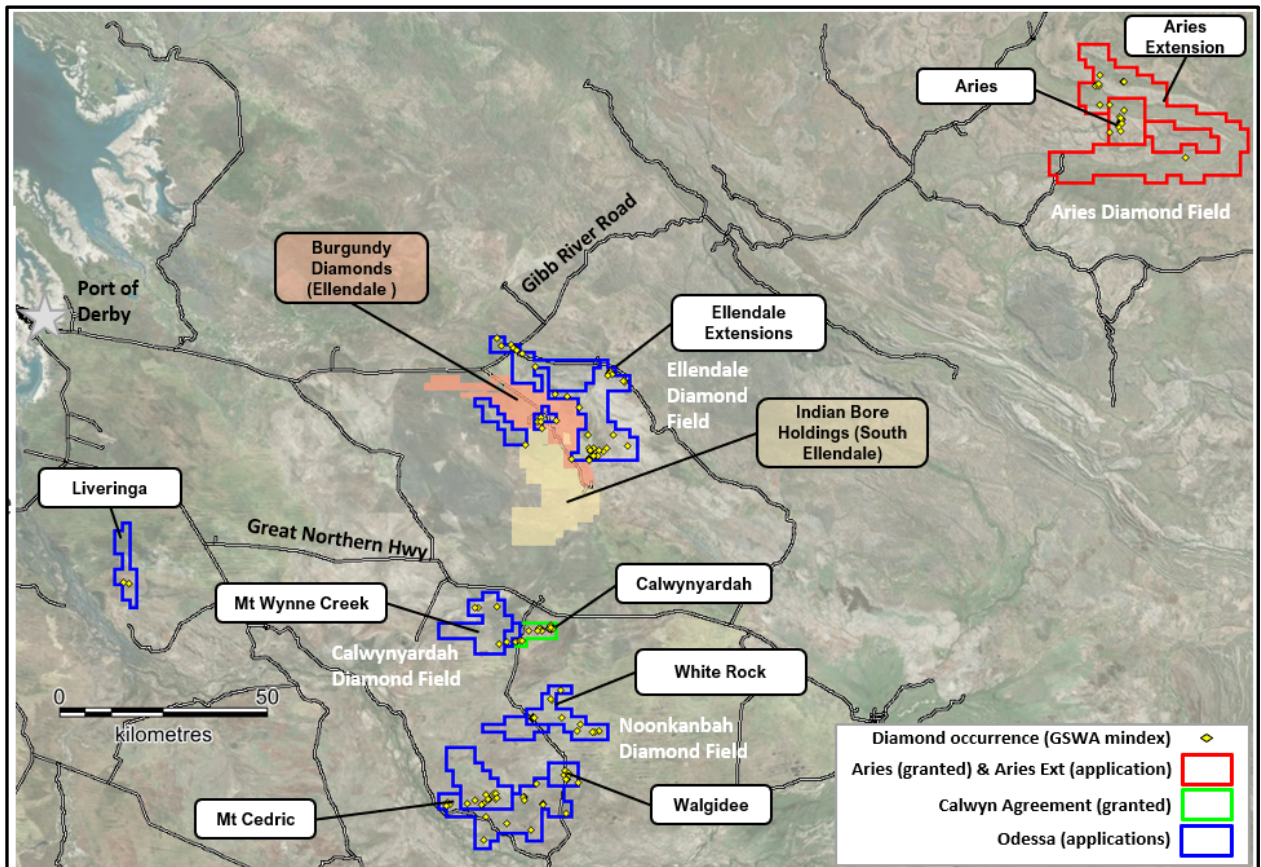 Aries
Extension
Aries
Aries Diamond Field
Burgundy
Diamonds
(Ellendale )
Gibb River Road
Port of
Derby
Ellendale
Extensions
Ellendale
Diamond
Field
Indian Bore
Holdings (South
Ellendale)
Liveringa
Great Northern Hwy
Mt Wynne Creek
Calwynyardah
Calwynyardah
Diamond Field
White Rock
0 50
kilometres
Noonkanbah
Diamond Field
Mt Cedric
Walgidee
Diamond occurrence (GSWA mindex)
Aries (granted) & Aries Ext (application)
Calwyn Agreement (granted)
Odessa (applications)